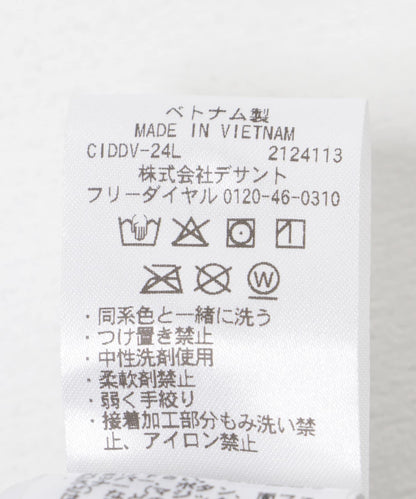 ベトナム製
MADE IN VIETNAM
CIDDV-24L 2124113
株式会社デサント
フリーダイヤル 0120-46-0310
W
・同系色と一緒に洗う
・つけ置き禁止
・中性洗剤使用
・柔軟剤禁止
・弱く手絞り
・接着加工部分もみ洗い禁
止、アイロン禁止